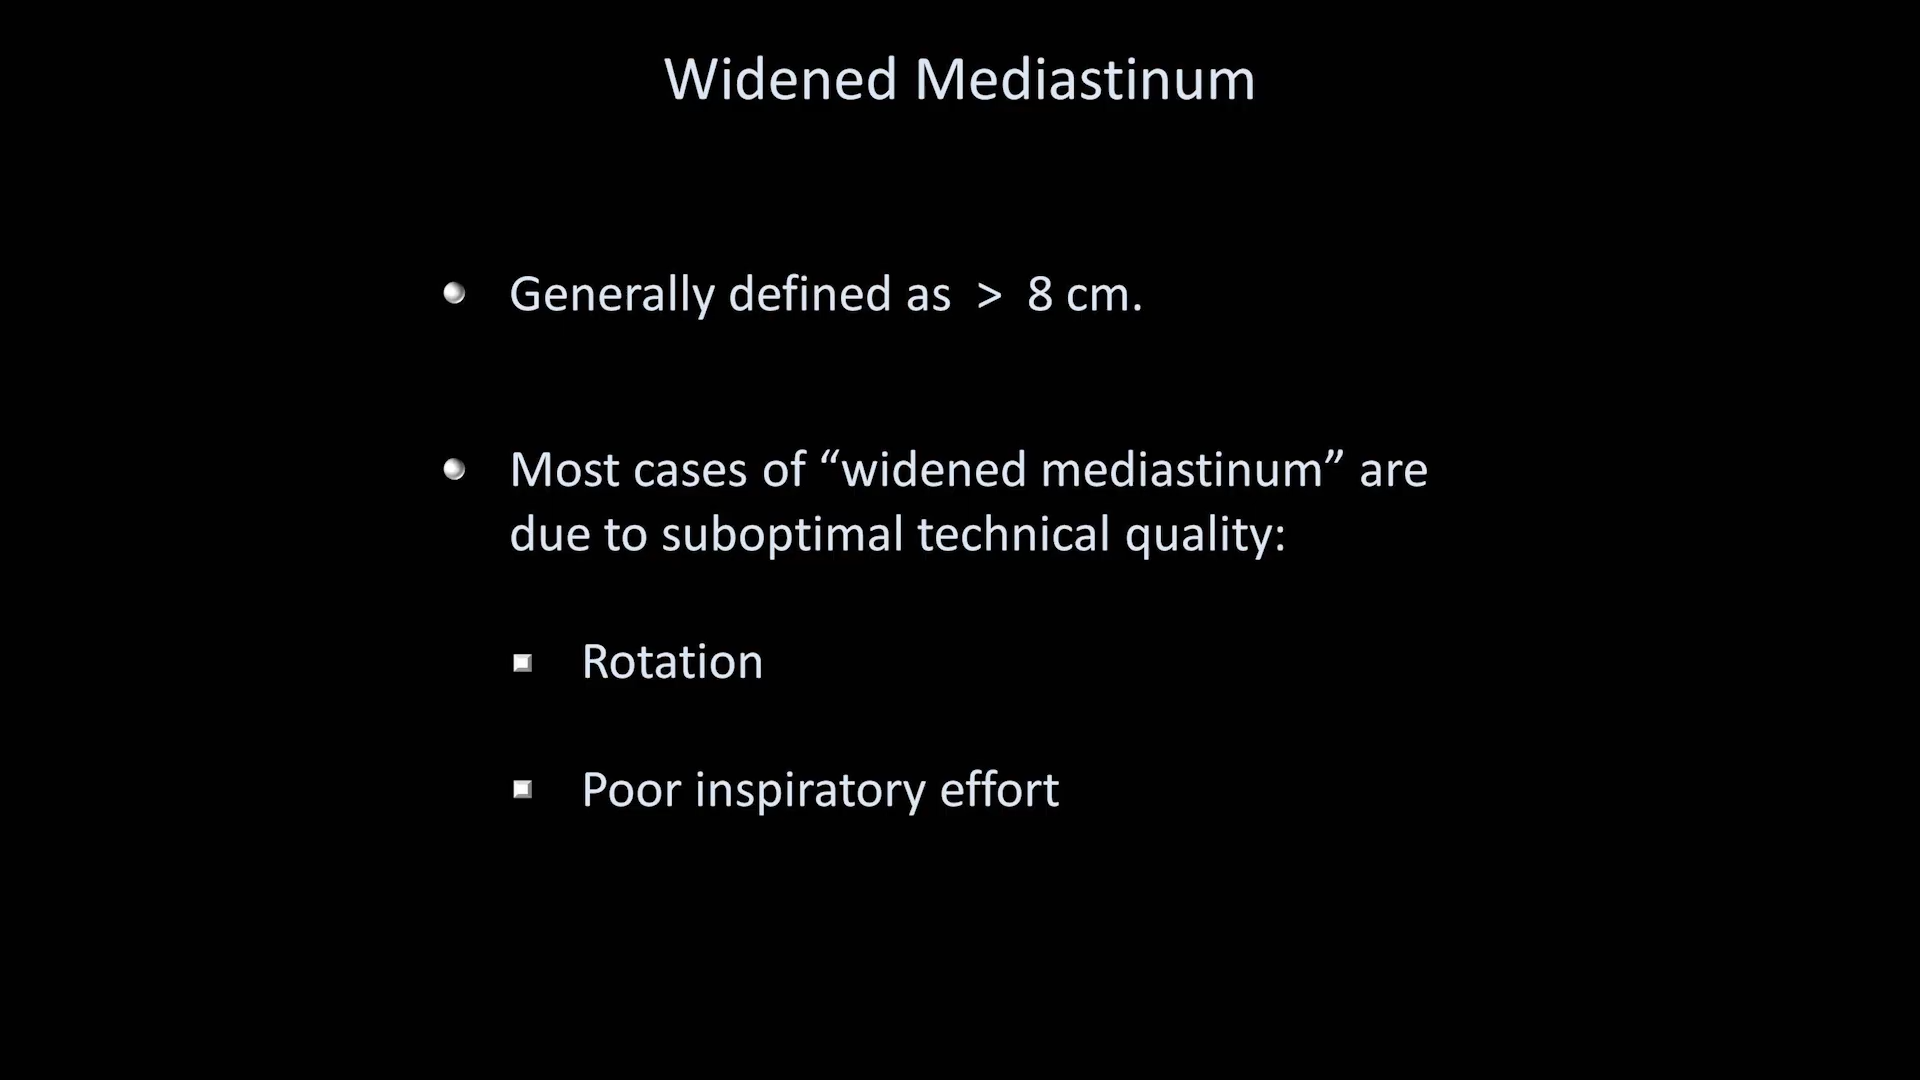 Widened Mediastinum
Generally defined as > 8 cm.
Most cases of “widened mediastinum” are
due to suboptimal technical quality:
Rotation
Poor inspiratory effort